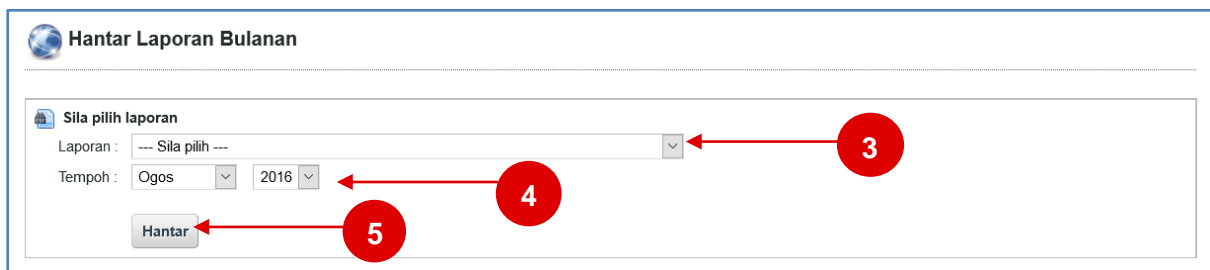 Hantar Laporan Bulanan
Sila pilih laporan
Laporan : --- Sila pilih --- 3
Tempoh : Ogos 2016 4
Hantar 5